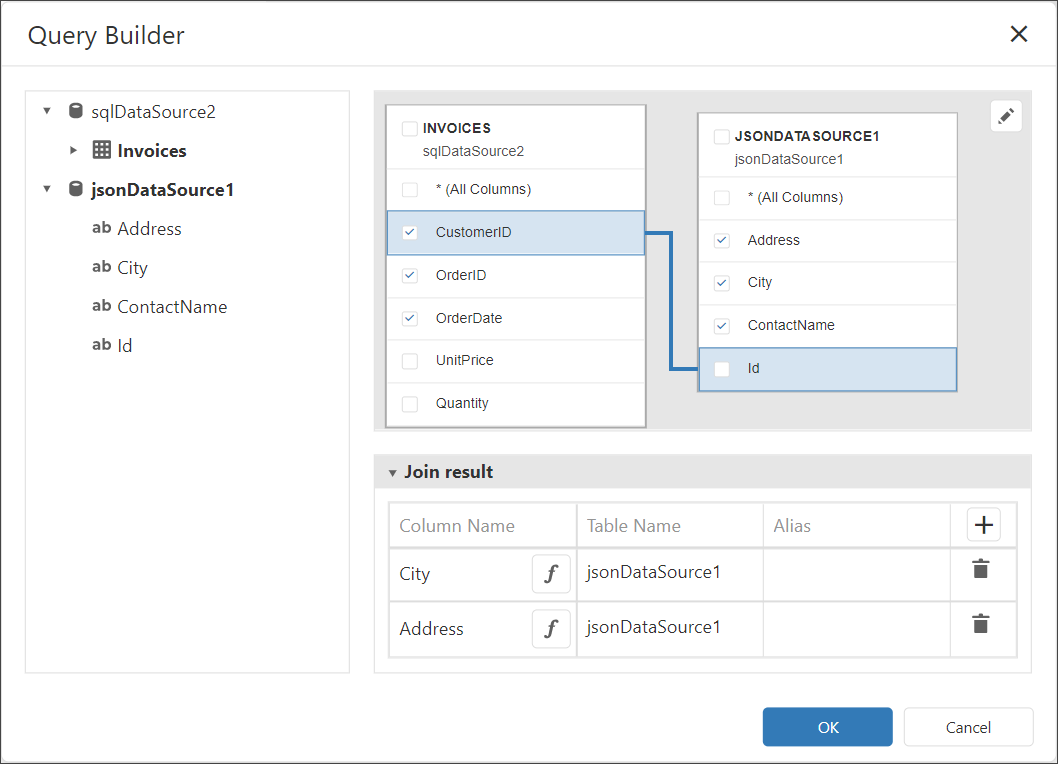 Query Builder
sqlDataSource2
Invoices
jsonDataSource1
ab Address
ab City
ab ContactName
ab Id
INVOICES
sqlDataSource2
* (All Columns)
CustomerID
OrderID
OrderDate
UnitPrice
Quantity
JSONDATASOURCE1
jsonDataSource1
* (All Columns)
Address
City
ContactName
Id
Join result
Column Name Table Name Alias
City f jsonDataSource1
Address f jsonDataSource1
OK Cancel